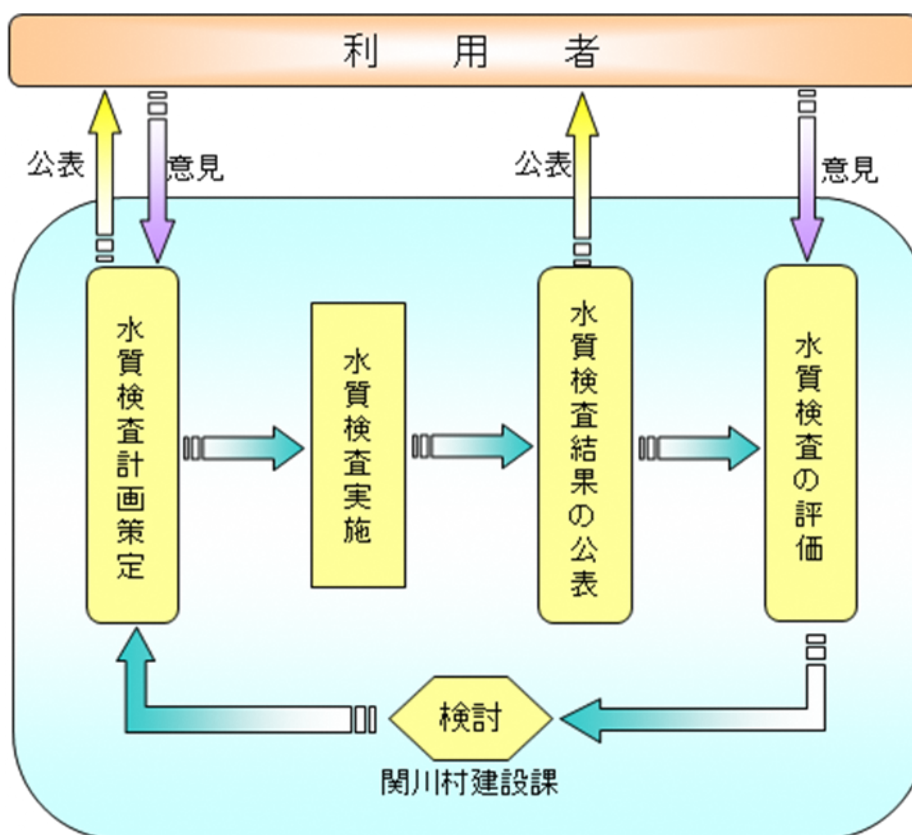 利用者
公表
意見
公表
意見
水質検査計画策定
水質検査実施
水質検査結果の公表
水質検査の評価
検討
関川村建設課